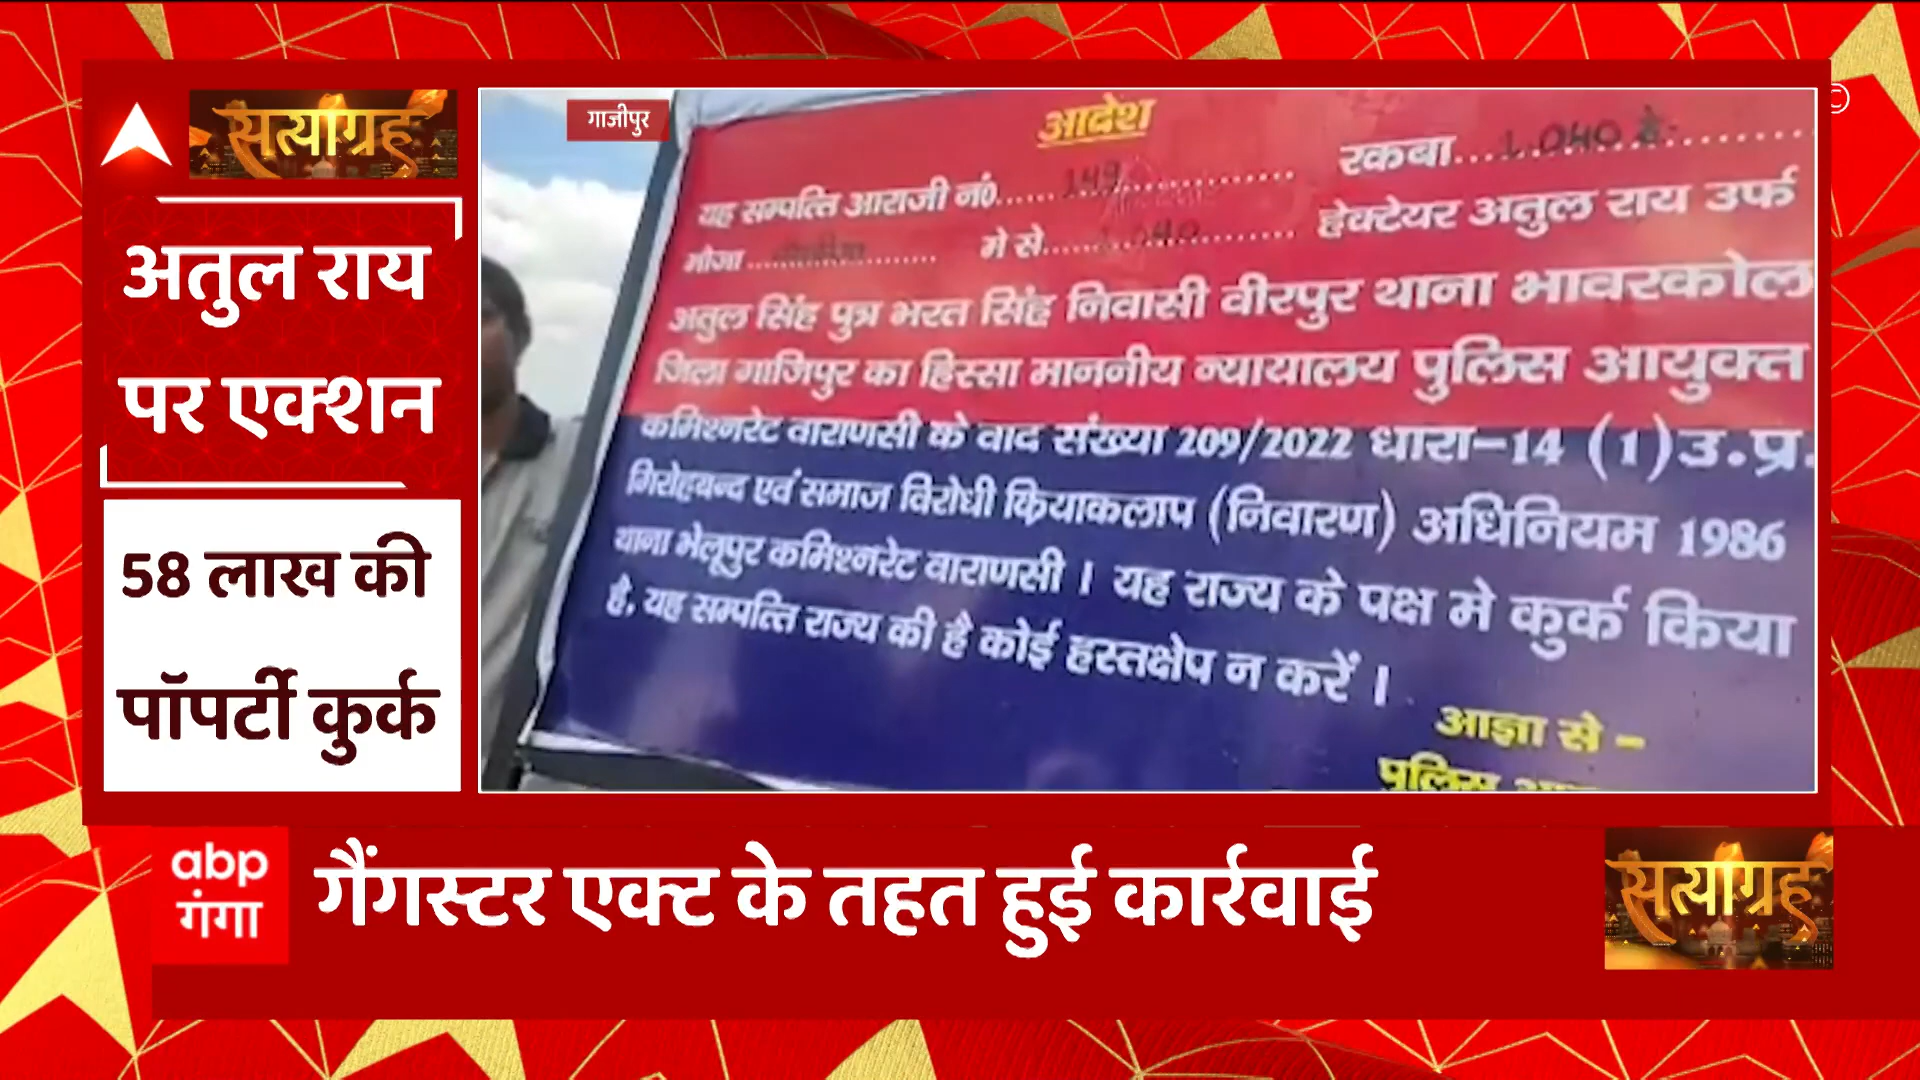 सत्याग्रह
गाजीपुर
©
अतुल राय
पर एक्शन
58 लाख की
पॉपर्टी कुर्क
आदेश
यह सम्पत्ति आराजी नं0...... 149 ...... रकबा.... 1.040 हे.
मौजा ...... मे से...... हेक्टेयर अतुल राय उर्फ
अतुल सिंह पुत्र भरत सिंह निवासी वीरपुर थाना भावरकोल
जिला गाजिपुर का हिस्सा माननीय न्यायालय पुलिस आयुक्त
कमिश्नरेट वाराणसी के वाद संख्या 209/2022 धारा-14 (1) उ.प्र.
गिरोहबन्द एवं समाज विरोधी क्रियाकलाप (निवारण) अधिनियम 1986
थाना भेलूपुर कमिश्नरेट वाराणसी । यह राज्य के पक्ष मे कुर्क किया
है, यह सम्पत्ति राज्य की है कोई हस्तक्षेप न करें ।
आज्ञा से -
पुलिस
abp
गंगा
गैंगस्टर एक्ट के तहत हुई कार्रवाई
सत्याग्रह